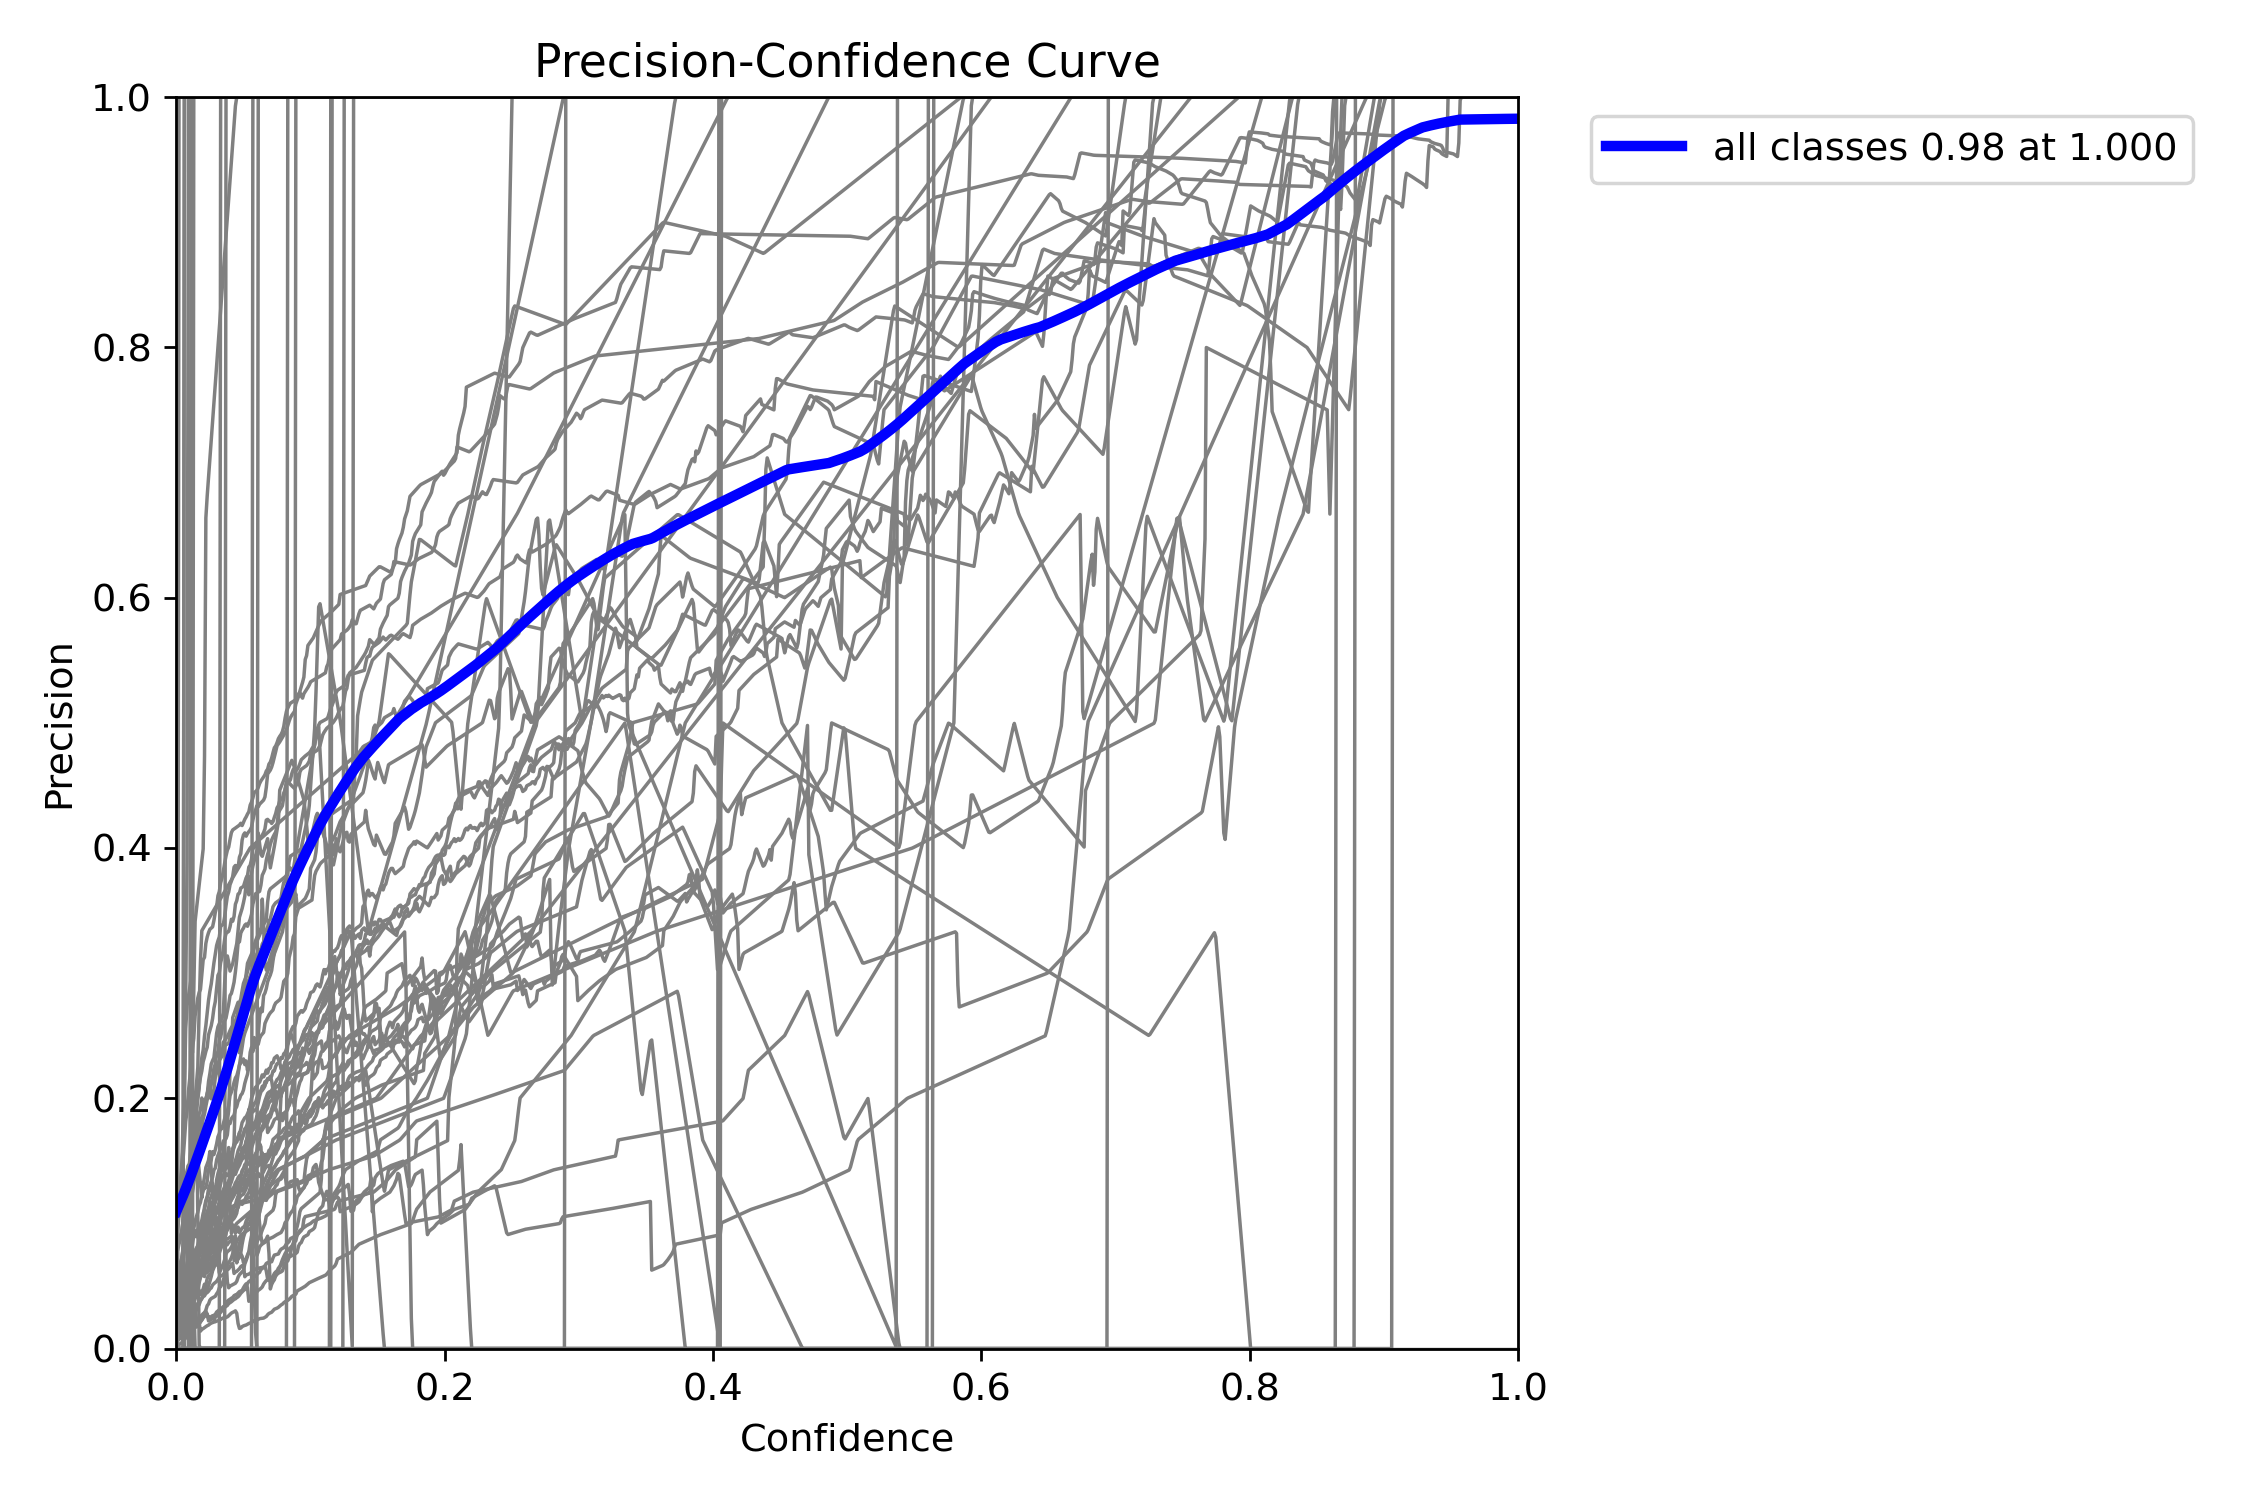 Precision-Confidence Curve
1.0
0.8
0.6
0.4
0.2
0.0
Precision
0.0 0.2 0.4 0.6 0.8 1.0
Confidence
all classes 0.98 at 1.000